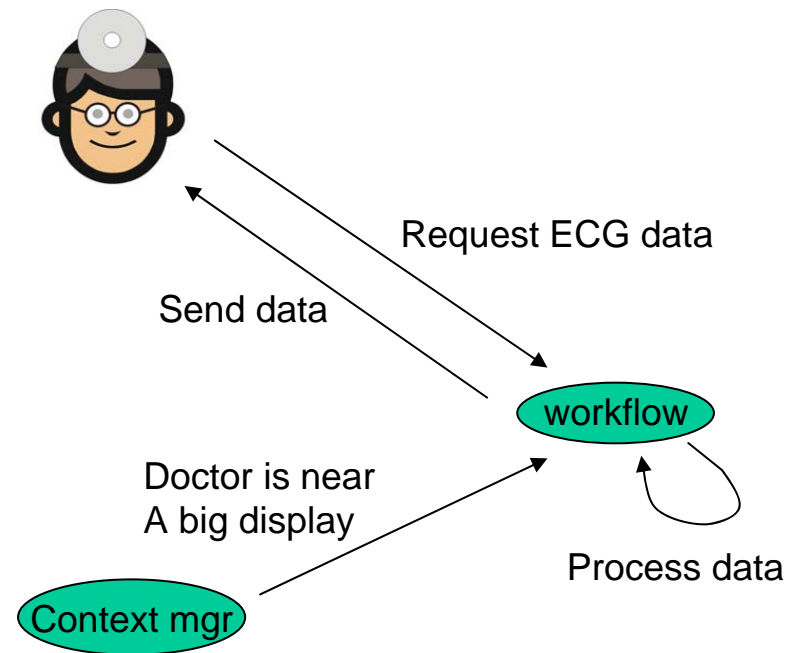 Request ECG data
Send data
workflow
Doctor is near
A big display
Process data
Context mgr